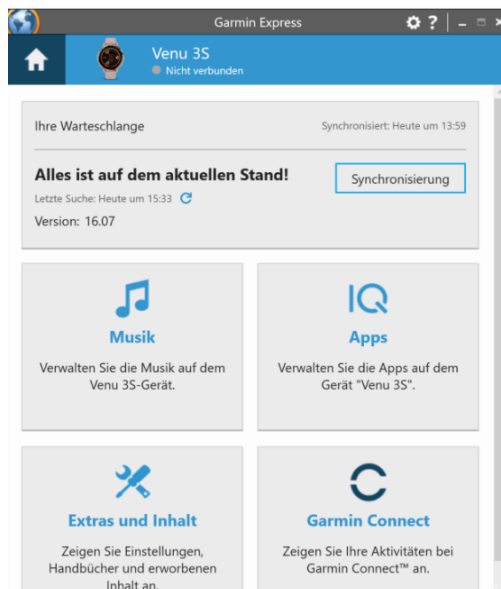 Garmin Express
?
Venu 3S
Nicht verbunden
Ihre Warteschlange
Synchronisiert: Heute um 13:59
Alles ist auf dem aktuellen Stand!
Synchronisierung
Letzte Suche: Heute um 15:33
Version: 16.07
IQ
Musik
Apps
Verwalten Sie die Musik auf dem
Venu 3S-Gerät.
Verwalten Sie die Apps auf dem
Gerät "Venu 3S".
Extras und Inhalt
Garmin Connect
Zeigen Sie Einstellungen,
Handbücher und erworbenen
Inhalt an.
Zeigen Sie Ihre Aktivitäten bei
Garmin Connect™ an.